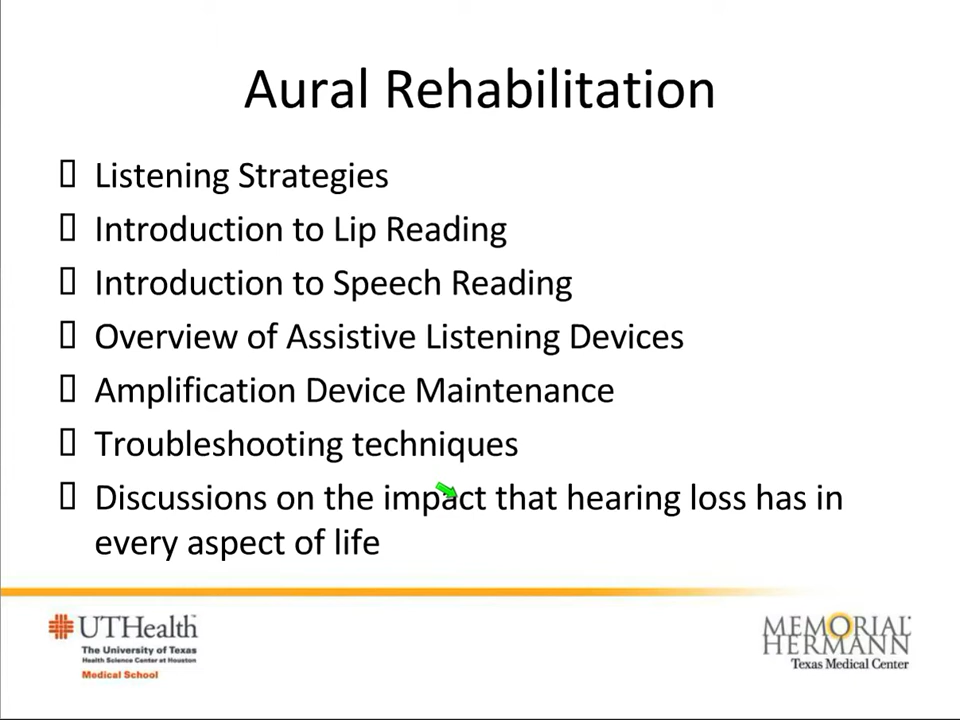 Aural Rehabilitation
Listening Strategies
Introduction to Lip Reading
Introduction to Speech Reading
Overview of Assistive Listening Devices
Amplification Device Maintenance
Troubleshooting techniques
Discussions on the impact that hearing loss has in
every aspect of life
UTHealth
The University of Texas
Health Science Center at Houston
Medical School
MEMORIAL
HERMANN
Texas Medical Center